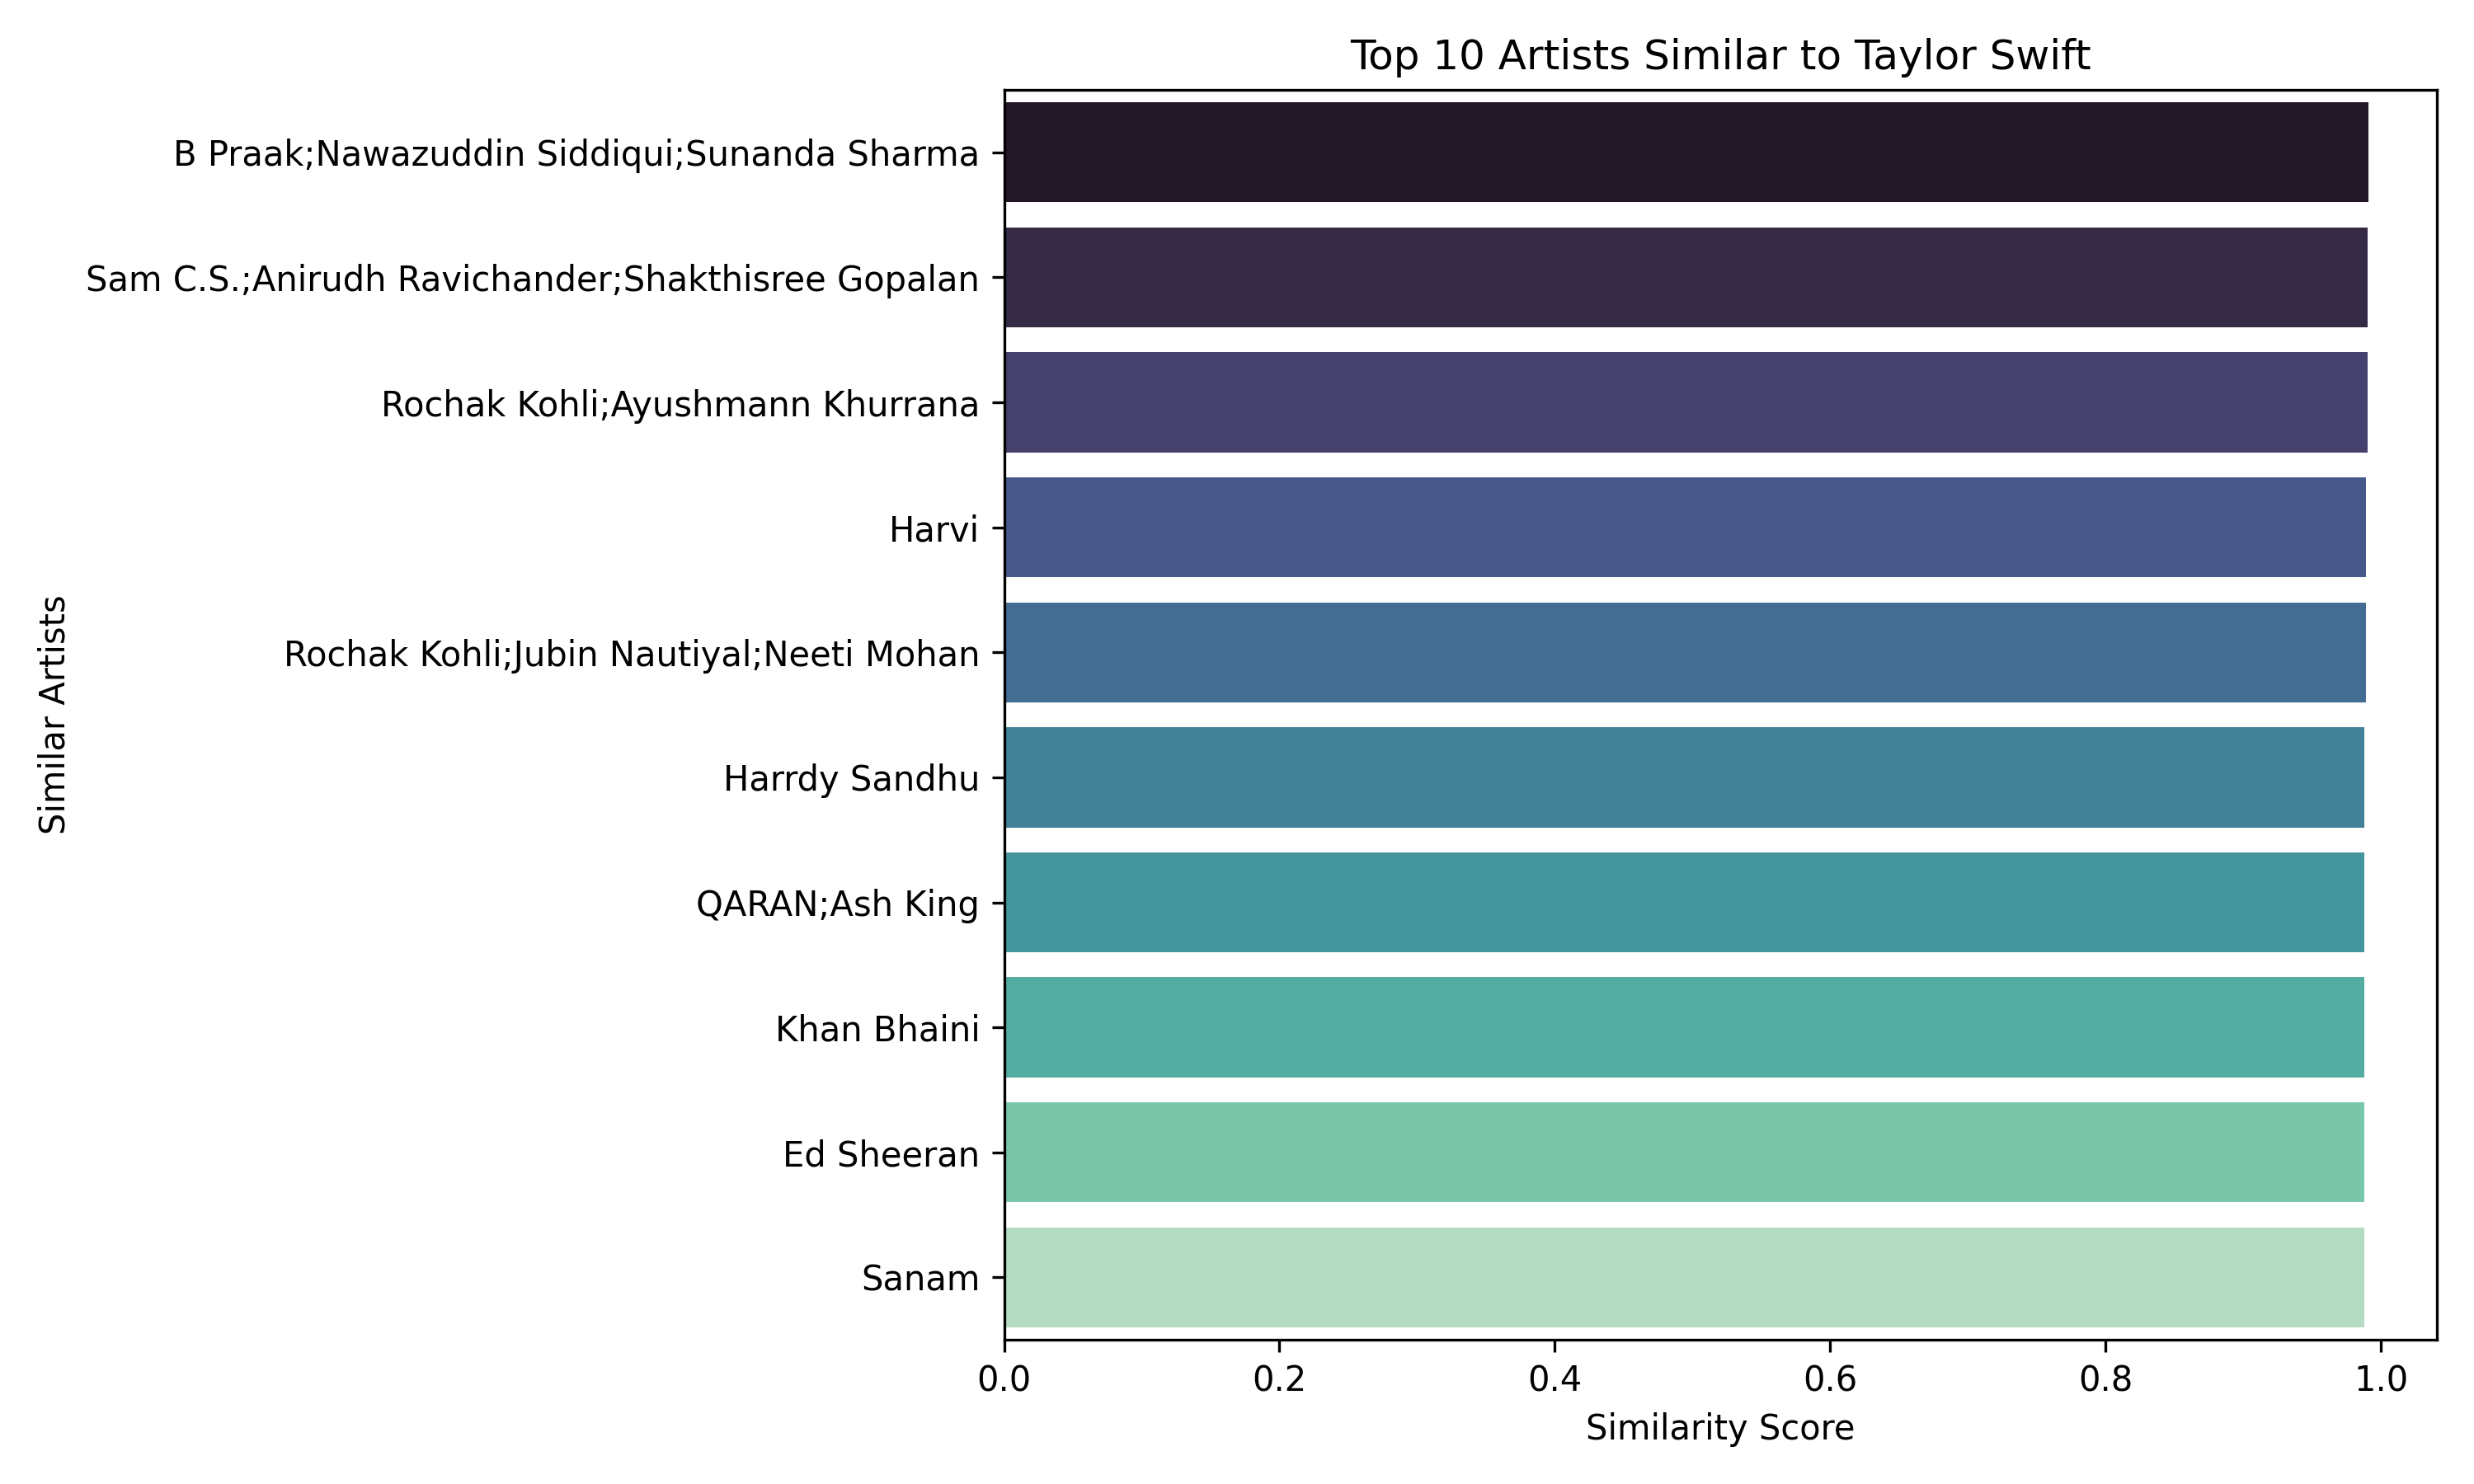 Top 10 Artists Similar to Taylor Swift
Similar Artists
B Praak;Nawazuddin Siddiqui;Sunanda Sharma
Sam C.S.;Anirudh Ravichander;Shakthisree Gopalan
Rochak Kohli;Ayushmann Khurrana
Harvi
Rochak Kohli;Jubin Nautiyal;Neeti Mohan
Harrdy Sandhu
QARAN;Ash King
Khan Bhaini
Ed Sheeran
Sanam
0.0 0.2 0.4 0.6 0.8 1.0
Similarity Score